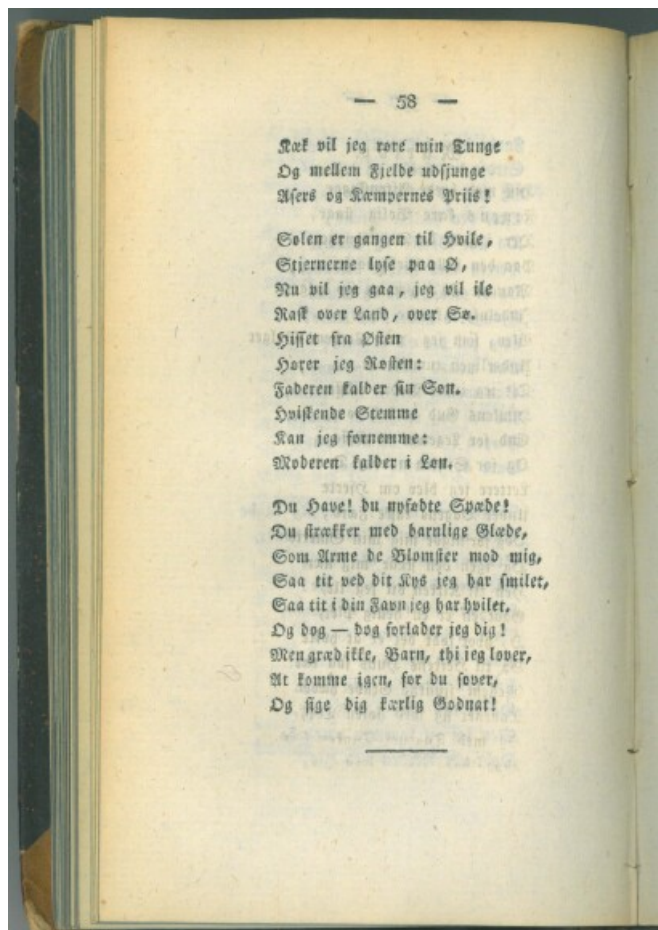 — 58 —
Kæk vil jeg røre min Tunge
Og mellem Fjelde udsjunge
Asers og Kæmpernes Priis!
Solen er gangen til Hvile,
Stjernerne lyse paa Ø,
Nu vil jeg gaa, jeg vil ile
Rask over Land, over Sø.
Hisset fra Østen
Hører jeg Røsten:
Faderen kalder sin Søn.
Hviskende Stemme
Kan jeg fornemme:
Moderen kalder i Løn.
Du Have! du nyfødte Spæde!
Du strækker med barnlige Glæde,
Som Arme de Blomster mod mig,
Saa tit ved dit Kys jeg har smilet,
Saa tit i din Favn jeg har hvilet,
Og dog — dog forlader jeg dig!
Men græd ikke, Barn, thi jeg lover,
At komme igen, før du sover,
Og sige dig kærlig Godnat!